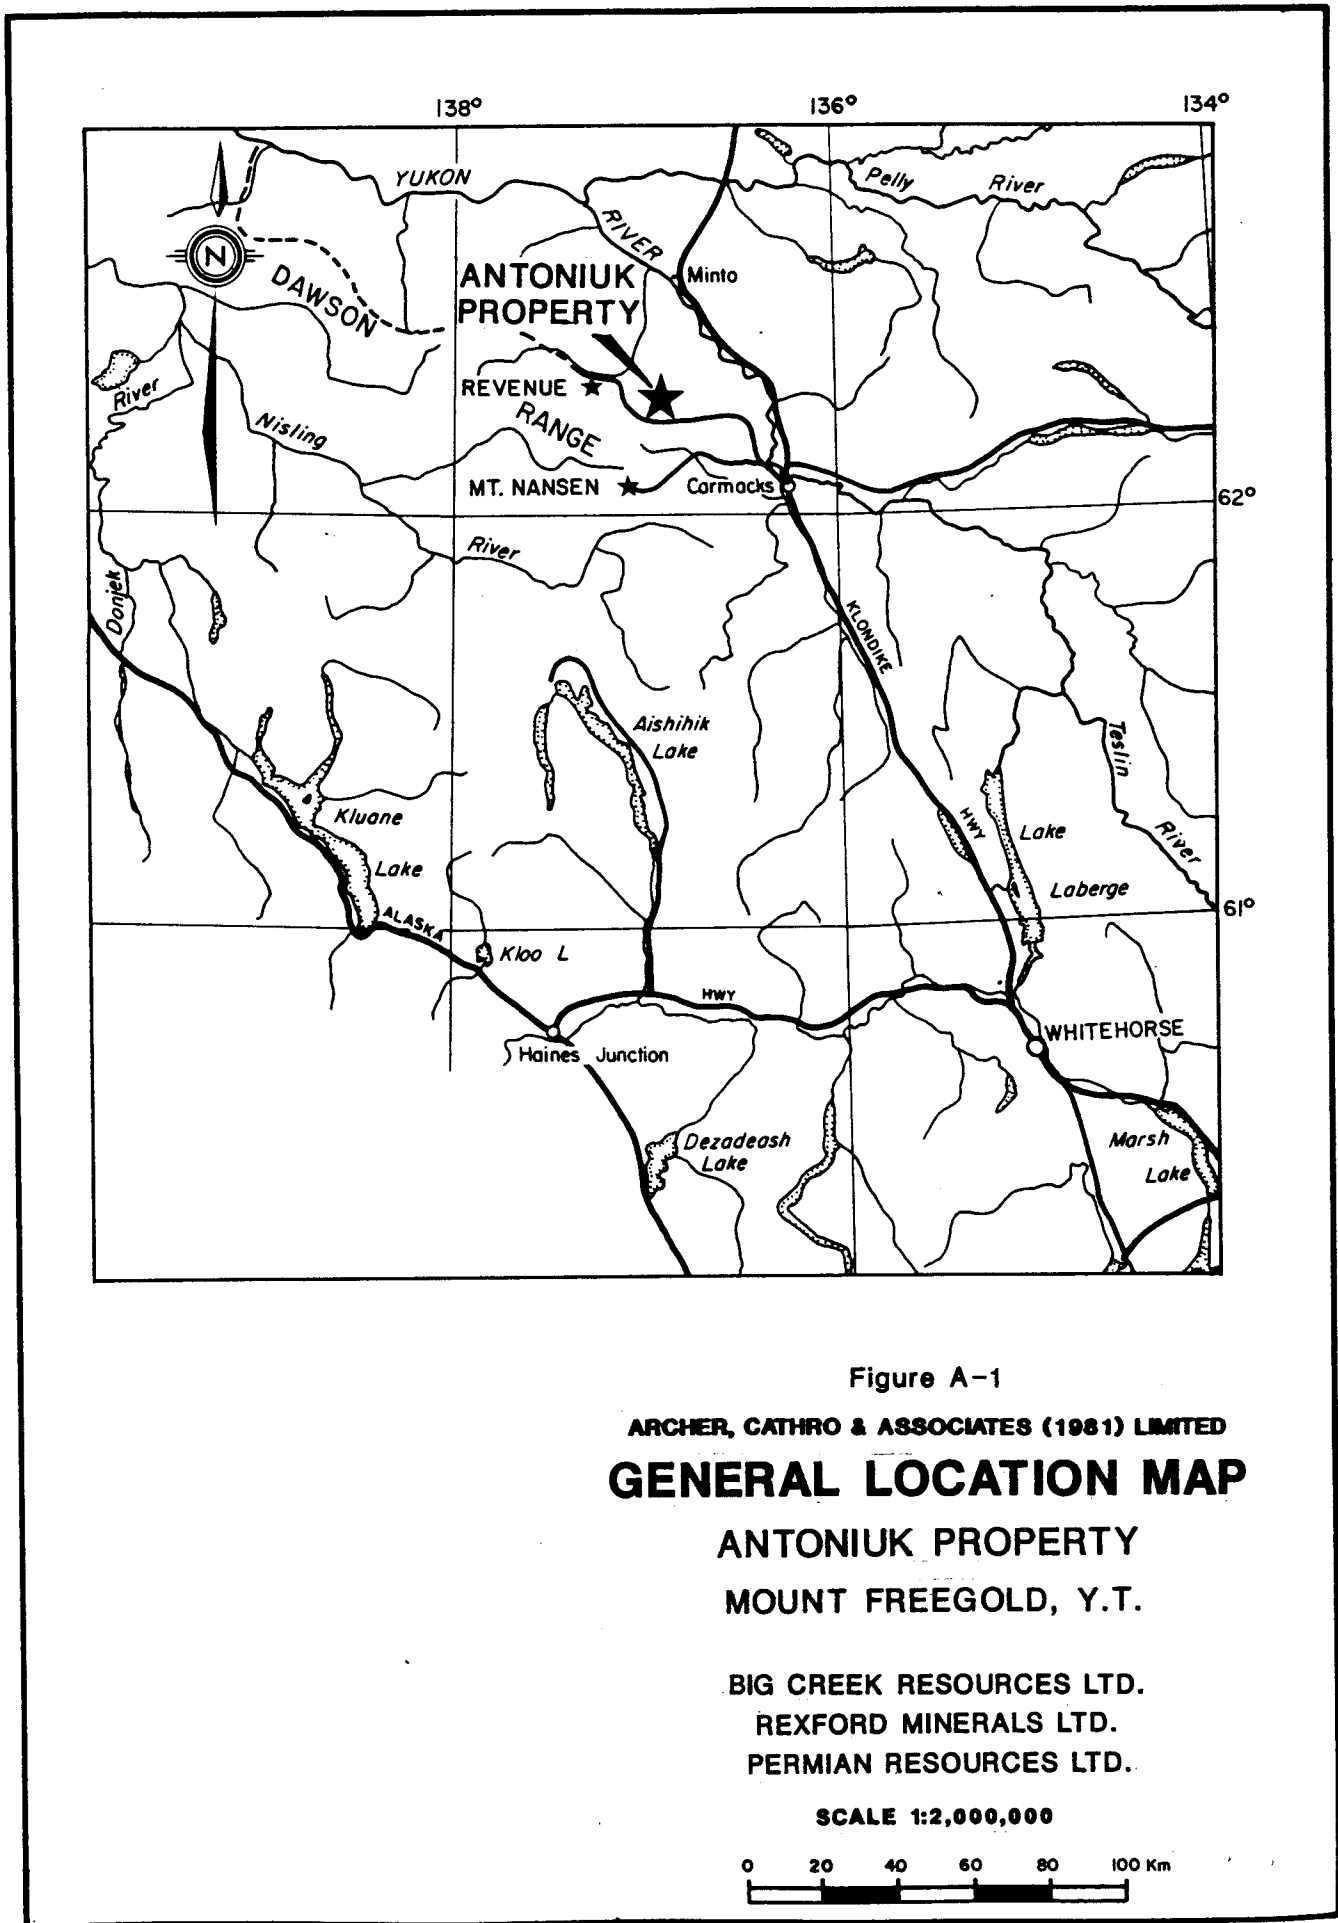 138° 136° 134°
YUKON
RIVER
Pelly River
N
DAWSON
ANTONIUK
PROPERTY
Minto
River
REVENUE
RANGE
Nisling
MT. NANSEN
Carmacks
62°
River
Donjek
KLONDIKE
Aishihik
Lake
Teslin
River
Kluane
Lake
HWY
Lake
Laberge
61°
ALASKA
Kloo L
HWY
WHITEHORSE
Haines Junction
Dezadeash
Lake
Marsh
Lake
Figure A-1
ARCHER, CATHRO & ASSOCIATES (1981) LIMITED
GENERAL LOCATION MAP
ANTONIUK PROPERTY
MOUNT FREEGOLD, Y.T.
BIG CREEK RESOURCES LTD.
REXFORD MINERALS LTD.
PERMIAN RESOURCES LTD.
SCALE 1:2,000,000
0 20 40 60 80 100 Km